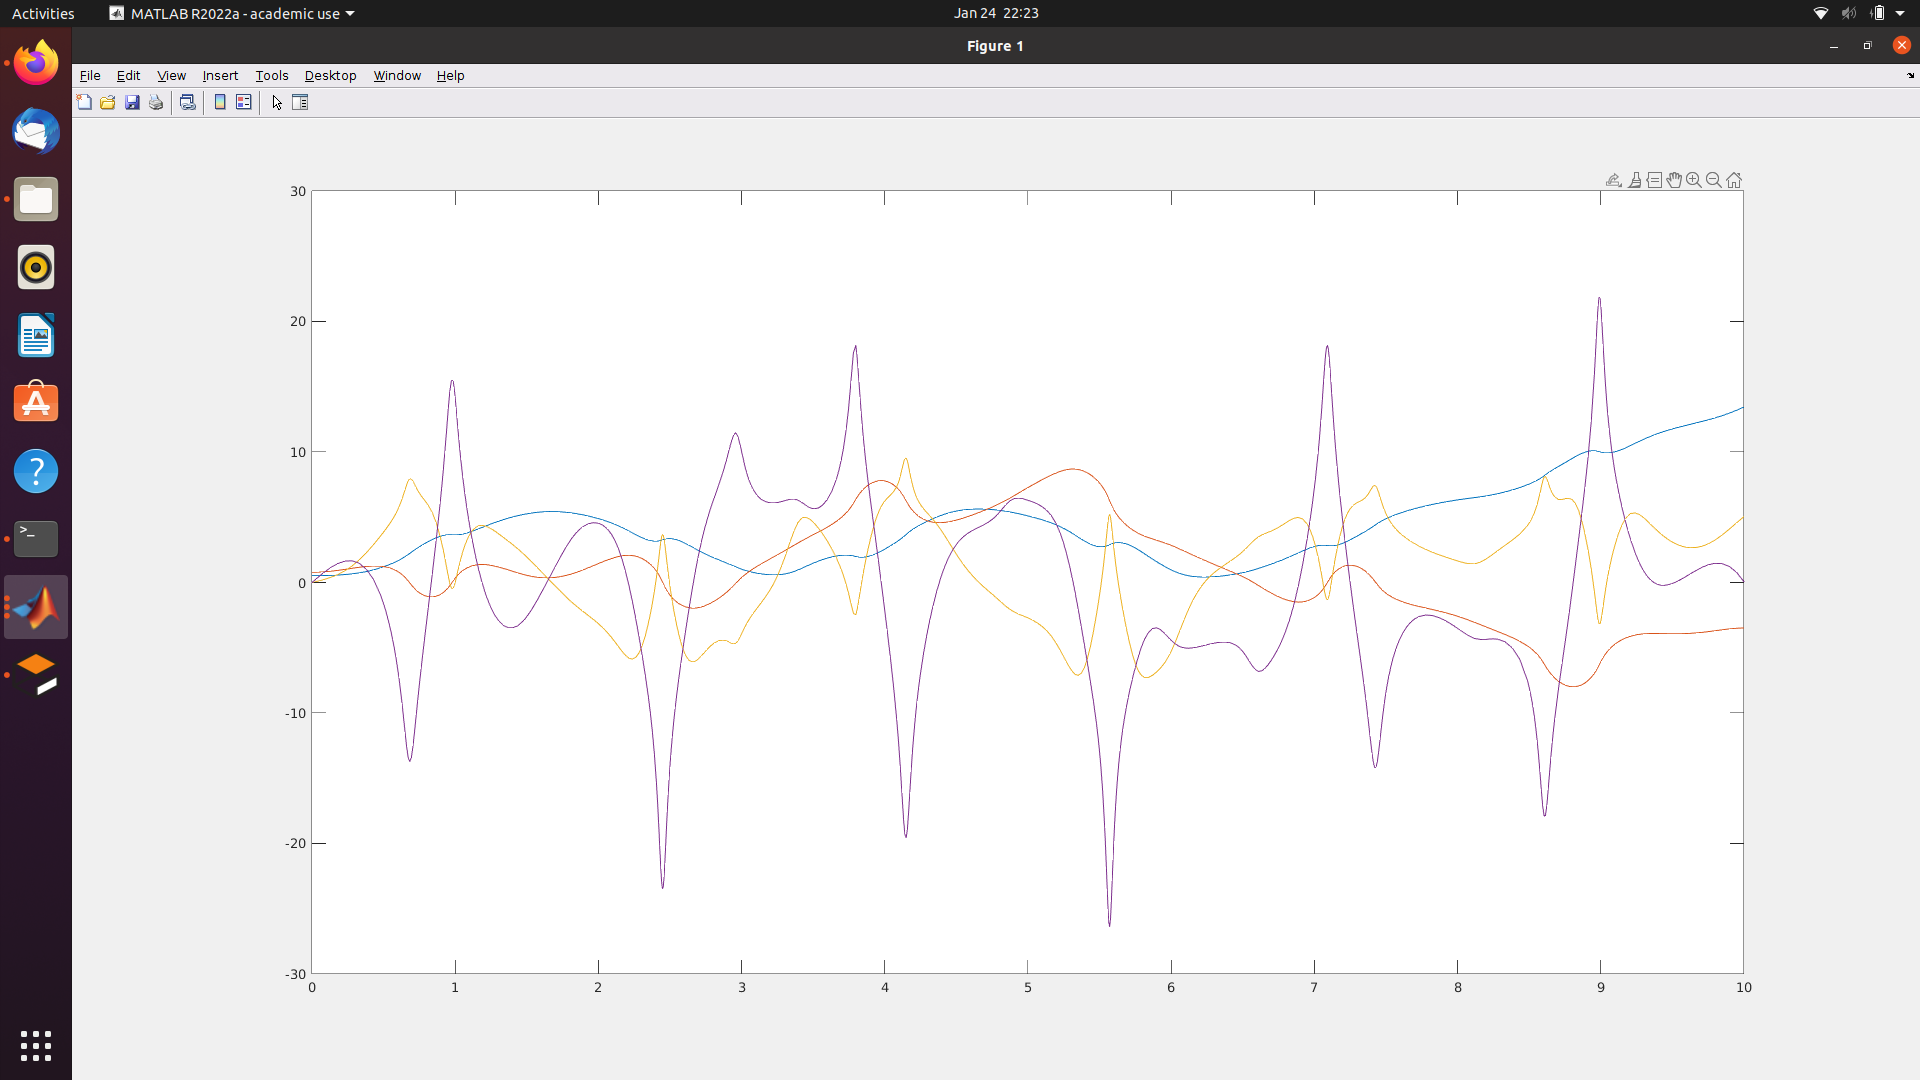 Activities MATLAB R2022a - academic use Jan 24 22:23
Figure 1
File Edit View Insert Tools Desktop Window Help
30
20
10
0
-10
-20
-30
0 1 2 3 4 5 6 7 8 9 10